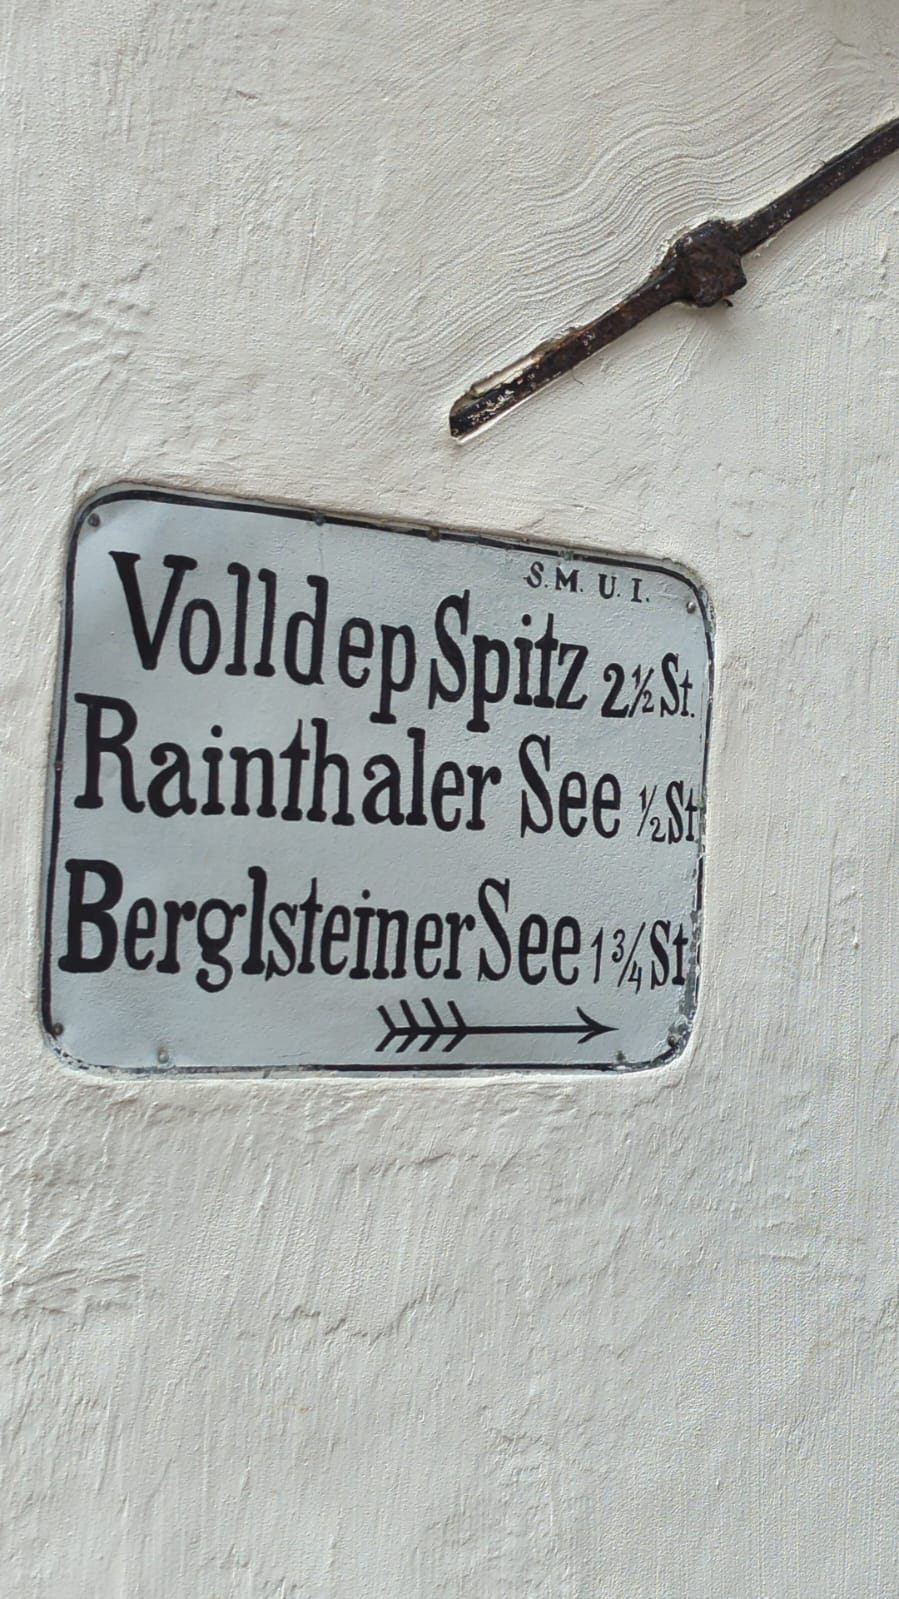 S. M. U. I.
Volldep Spitz 2½ St.
Rainthaler See ½ St
Berglsteiner See 1¾ St